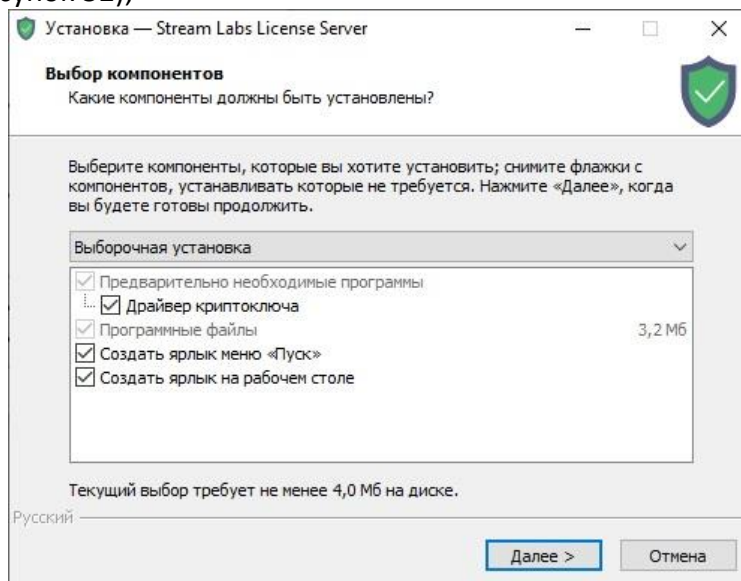 Установка — Stream Labs License Server
Выбор компонентов
Какие компоненты должны быть установлены?
Выберите компоненты, которые вы хотите установить; снимите флажки с
компонентов, устанавливать которые не требуется. Нажмите «Далее», когда
вы будете готовы продолжить.
Выборочная установка
Предварительно необходимые программы
Драйвер криптоключа
Программные файлы 3,2 Мб
Создать ярлык меню «Пуск»
Создать ярлык на рабочем столе
Текущий выбор требует не менее 4,0 Мб на диске.
Русский
Далее > Отмена